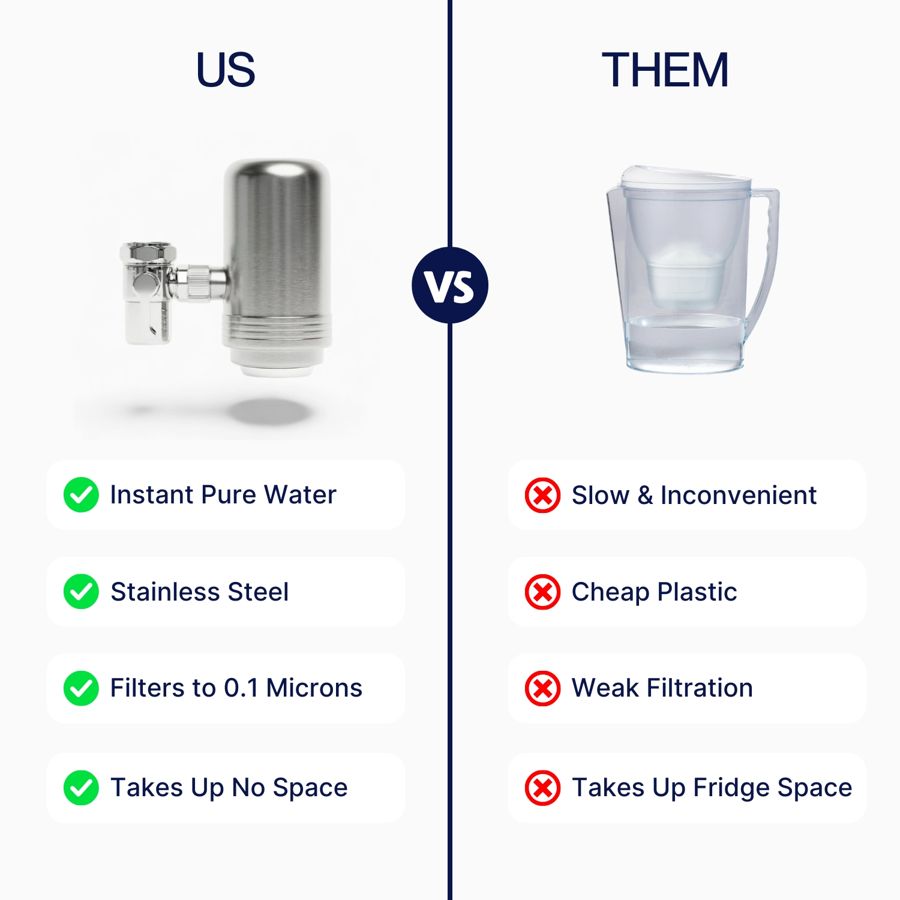 US
THEM
VS
Instant Pure Water
Slow & Inconvenient
Stainless Steel
Cheap Plastic
Filters to 0.1 Microns
Weak Filtration
Takes Up No Space
Takes Up Fridge Space